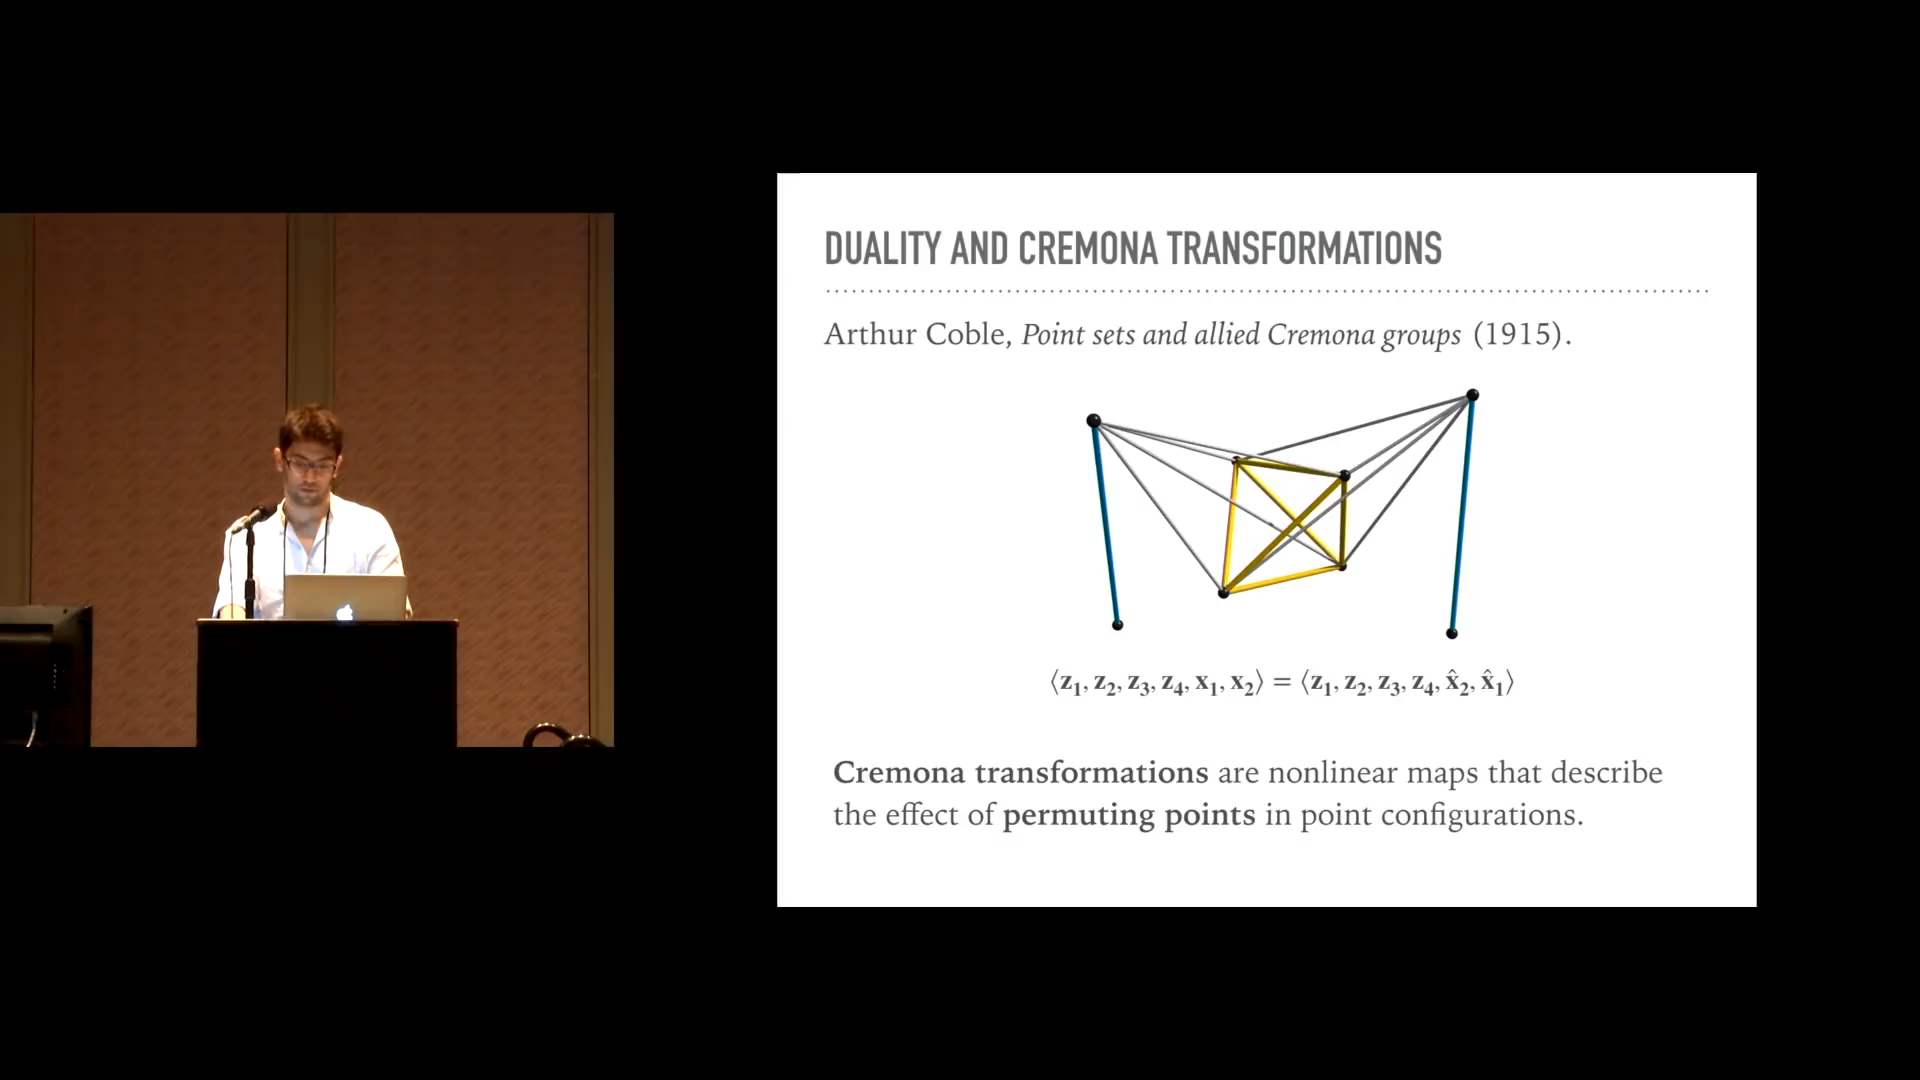 DUALITY AND CREMONA TRANSFORMATIONS
Arthur Coble, Point sets and allied Cremona groups (1915).
⟨z₁, z₂, z₃, z₄, x₁, x₂⟩ = ⟨z₁, z₂, z₃, z₄, x̂₂, x̂₁⟩
Cremona transformations are nonlinear maps that describe
the effect of permuting points in point configurations.